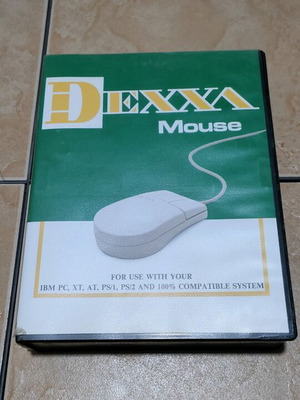 DEXXA
Mouse
FOR USE WITH YOUR
IBM PC, XT, AT, PS/1, PS/2 AND 100% COMPATIBLE SYSTEM